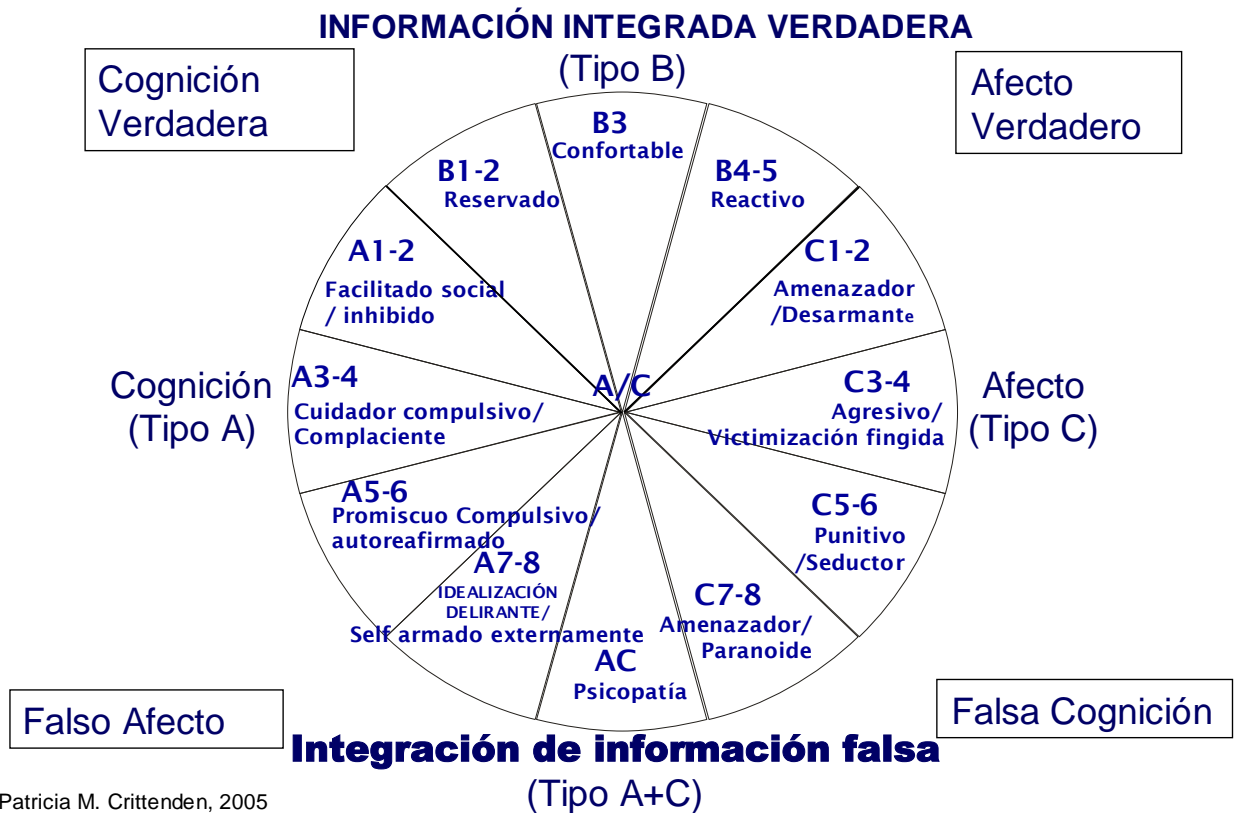 INFORMACIÓN INTEGRADA VERDADERA
(Tipo B)
Cognición
Verdadera
Afecto
Verdadero
B3
Confortable
B1-2
Reservado
B4-5
Reactivo
A1-2
Facilitado social
/ inhibido
C1-2
Amenazador
/Desarmante
Cognición
(Tipo A)
A3-4
Cuidador compulsivo/
Complaciente
A/C
C3-4
Agresivo/
Victimización fingida
Afecto
(Tipo C)
A5-6
Promiscuo Compulsivo/
autoreafirmado
C5-6
Punitivo
/Seductor
A7-8
IDEALIZACIÓN
DELIRANTE/
Self armado externamente
C7-8
Amenazador/
Paranoide
AC
Psicopatía
Falso Afecto
Falsa Cognición
Integración de información falsa
(Tipo A+C)
Patricia M. Crittenden, 2005